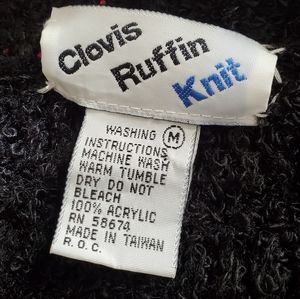 Clovis
Ruffin
Knit
WASHING M
INSTRUCTIONS
MACHINE WASH
WARM TUMBLE
DRY DO NOT
BLEACH
100% ACRYLIC
RN 58674
MADE IN TAIWAN
R.O.C.